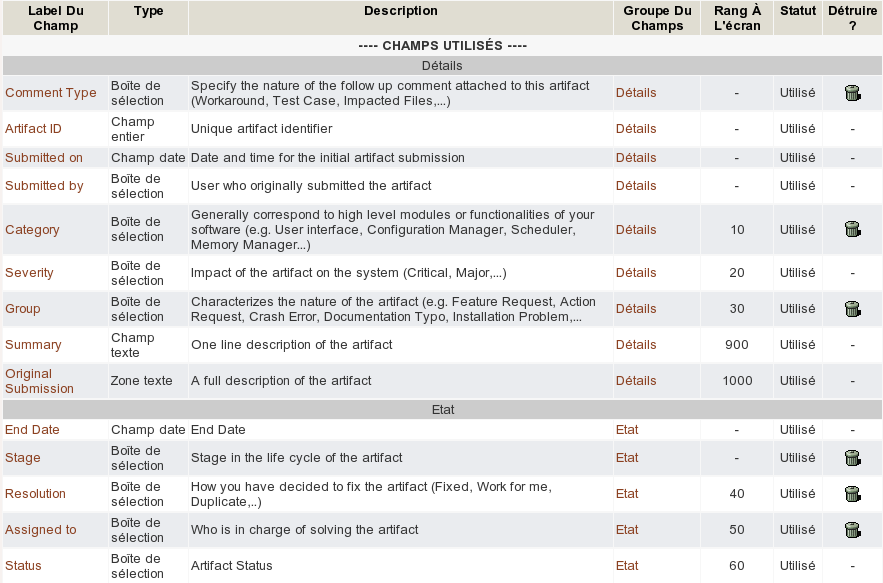 Label Du Champ Type Description Groupe Du Champs Rang À L'écran Statut Détruire ?
---- CHAMPS UTILISÉS ----
Détails
Comment Type Boîte de sélection Specify the nature of the follow up comment attached to this artifact (Workaround, Test Case, Impacted Files,...) Détails - Utilisé
Artifact ID Champ entier Unique artifact identifier Détails - Utilisé -
Submitted on Champ date Date and time for the initial artifact submission Détails - Utilisé -
Submitted by Boîte de sélection User who originally submitted the artifact Détails - Utilisé -
Category Boîte de sélection Generally correspond to high level modules or functionalities of your software (e.g. User interface, Configuration Manager, Scheduler, Memory Manager...) Détails 10 Utilisé
Severity Boîte de sélection Impact of the artifact on the system (Critical, Major,...) Détails 20 Utilisé -
Group Boîte de sélection Characterizes the nature of the artifact (e.g. Feature Request, Action Request, Crash Error, Documentation Typo, Installation Problem,... Détails 30 Utilisé
Summary Champ texte One line description of the artifact Détails 900 Utilisé -
Original Submission Zone texte A full description of the artifact Détails 1000 Utilisé -
Etat
End Date Champ date End Date Etat - Utilisé -
Stage Boîte de sélection Stage in the life cycle of the artifact Etat - Utilisé
Resolution Boîte de sélection How you have decided to fix the artifact (Fixed, Work for me, Duplicate,..) Etat 40 Utilisé
Assigned to Boîte de sélection Who is in charge of solving the artifact Etat 50 Utilisé
Status Boîte de sélection Artifact Status Etat 60 Utilisé -